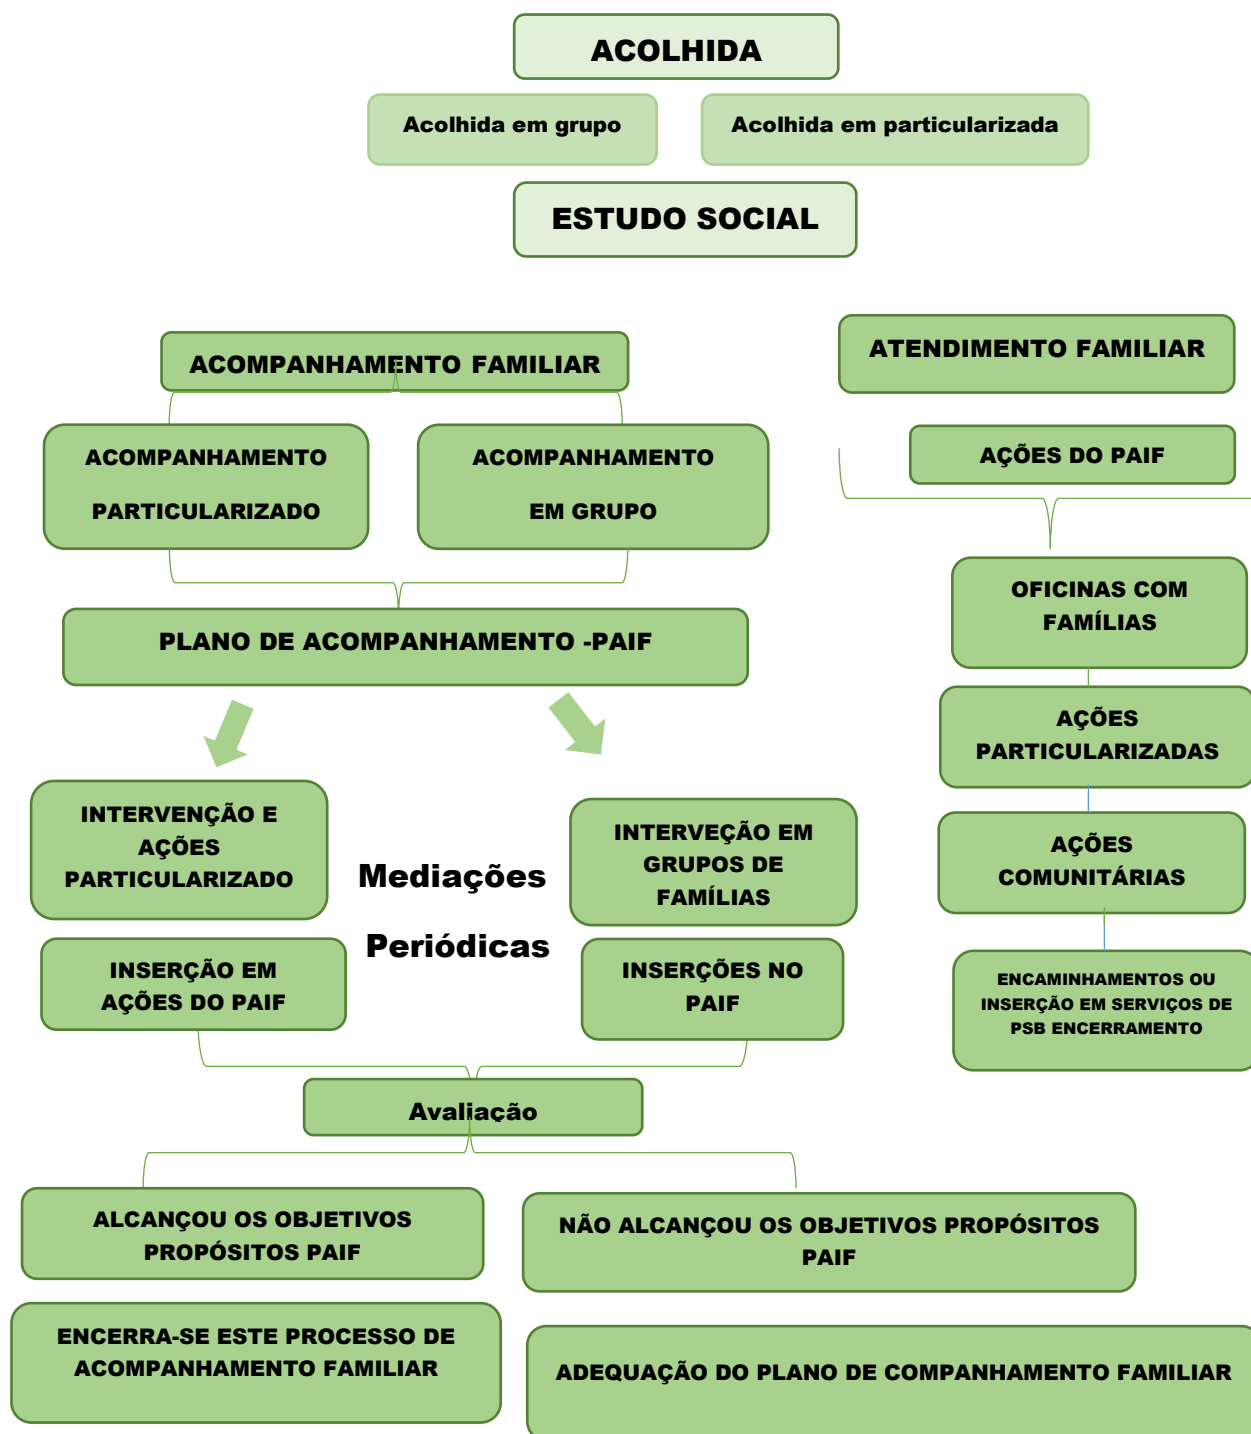 ACOLHIDA
Acolhida em grupo
Acolhida em particularizada
ESTUDO SOCIAL
ACOMPANHAMENTO FAMILIAR
ATENDIMENTO FAMILIAR
ACOMPANHAMENTO
PARTICULARIZADO
ACOMPANHAMENTO
EM GRUPO
AÇÕES DO PAIF
PLANO DE ACOMPANHAMENTO -PAIF
OFICINAS COM
FAMÍLIAS
AÇÕES
PARTICULARIZADAS
INTERVENÇÃO E
AÇÕES
PARTICULARIZADO
Mediações
Periódicas
INTERVEÇÃO EM
GRUPOS DE
FAMÍLIAS
AÇÕES
COMUNITÁRIAS
INSERÇÃO EM
AÇÕES DO PAIF
INSERÇÕES NO
PAIF
ENCAMINHAMENTOS OU
INSERÇÃO EM SERVIÇOS DE
PSB ENCERRAMENTO
Avaliação
ALCANÇOU OS OBJETIVOS
PROPÓSITOS PAIF
NÃO ALCANÇOU OS OBJETIVOS PROPÓSITOS
PAIF
ENCERRA-SE ESTE PROCESSO DE
ACOMPANHAMENTO FAMILIAR
ADEQUAÇÃO DO PLANO DE COMPANHAMENTO FAMILIAR